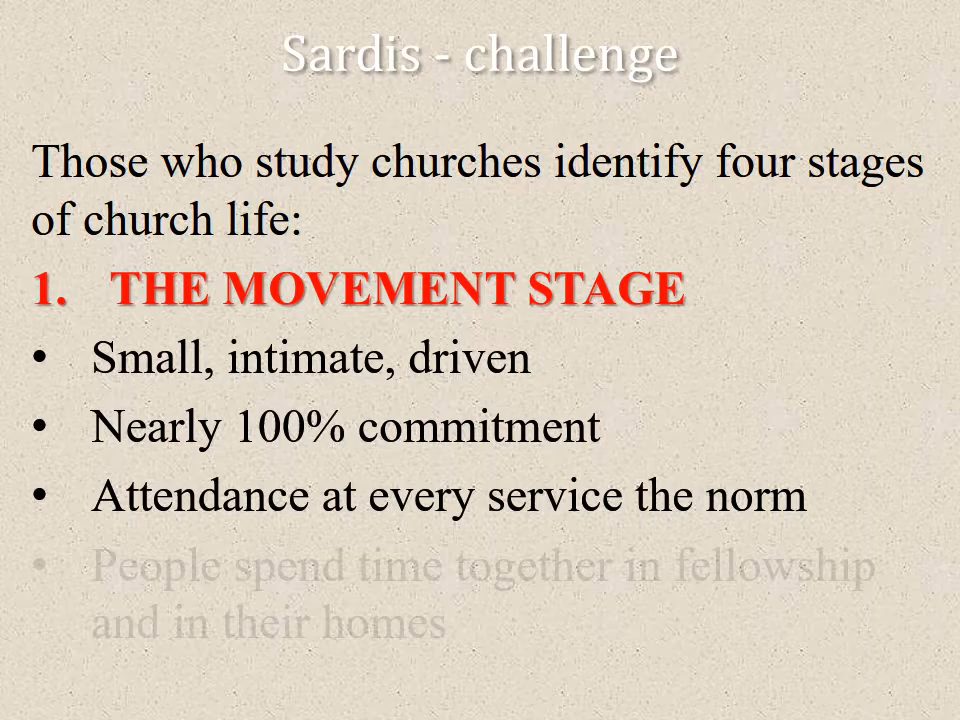 Sardis - challenge
Those who study churches identify four stages
of church life:
1. THE MOVEMENT STAGE
• Small, intimate, driven
• Nearly 100% commitment
• Attendance at every service the norm
• People spend time together in fellowship
and in their homes